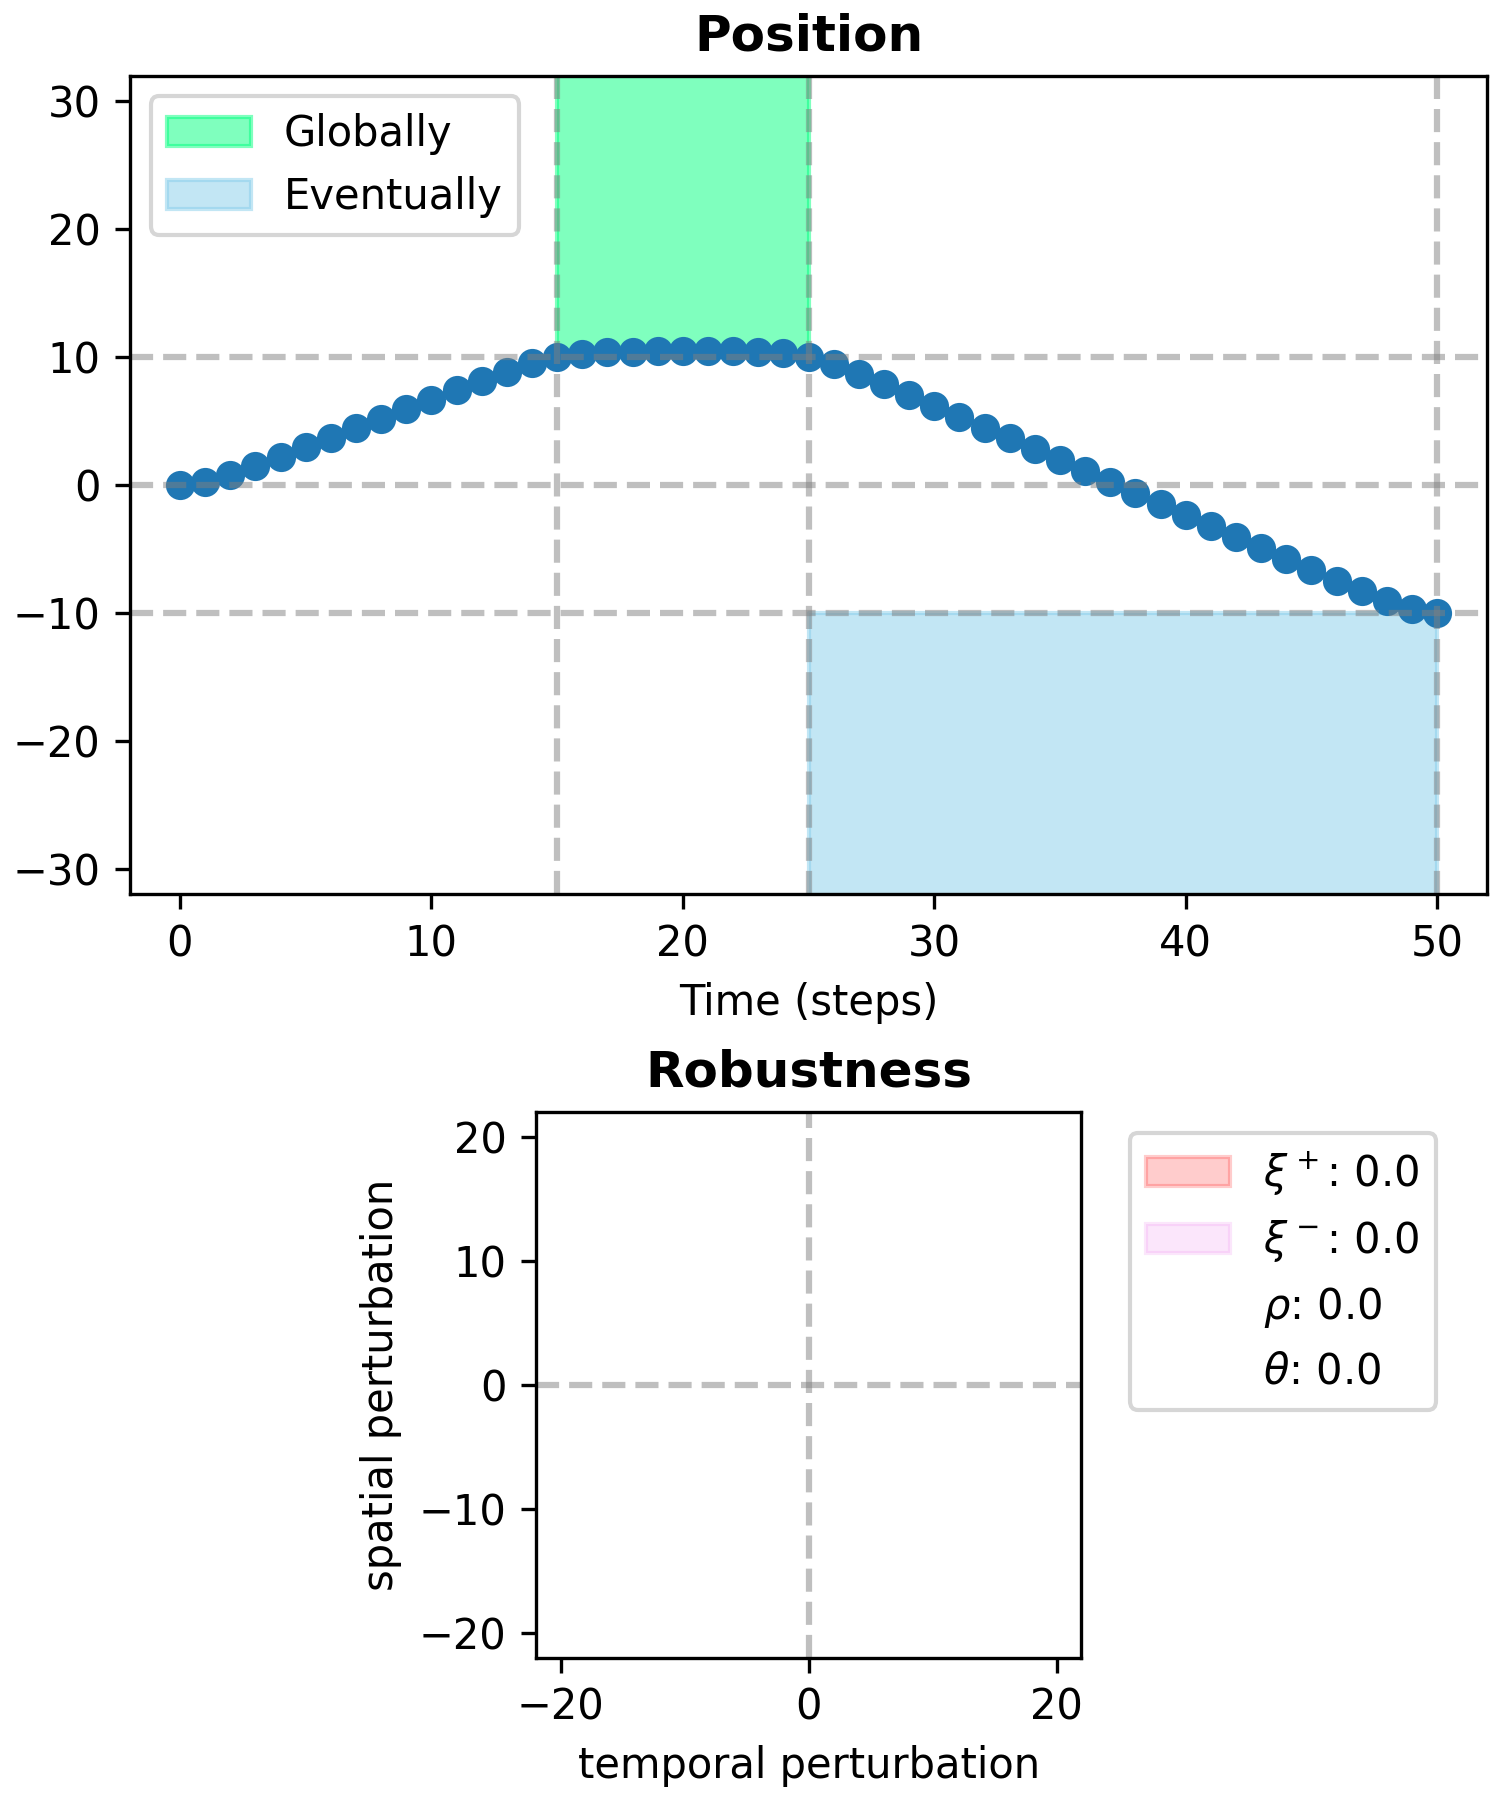 Position
30
20
10
0
−10
−20
−30
Globally
Eventually
0 10 20 30 40 50
Time (steps)
Robustness
20
10
0
−10
−20
spatial perturbation
ξ⁺: 0.0
ξ⁻: 0.0
ρ: 0.0
θ: 0.0
−20 0 20
temporal perturbation